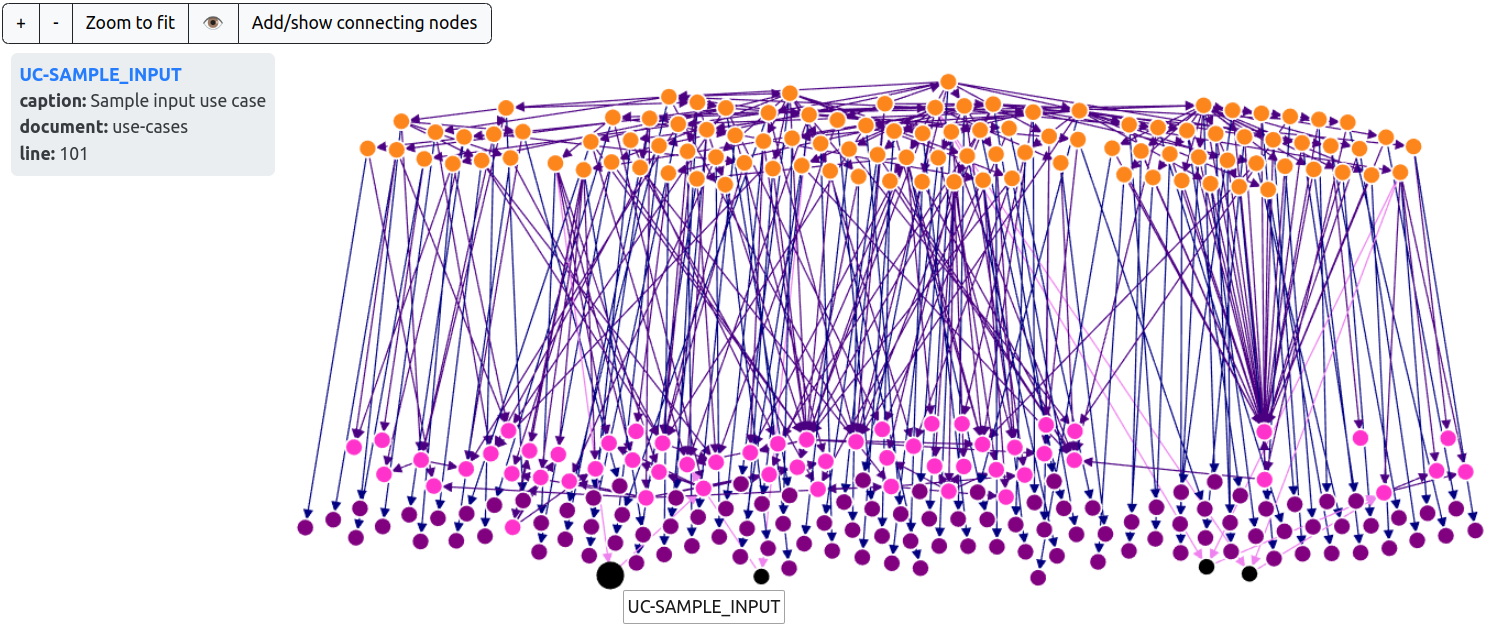 + - Zoom to fit 👁 Add/show connecting nodes
UC-SAMPLE_INPUT
caption: Sample input use case
document: use-cases
line: 101
UC-SAMPLE_INPUT